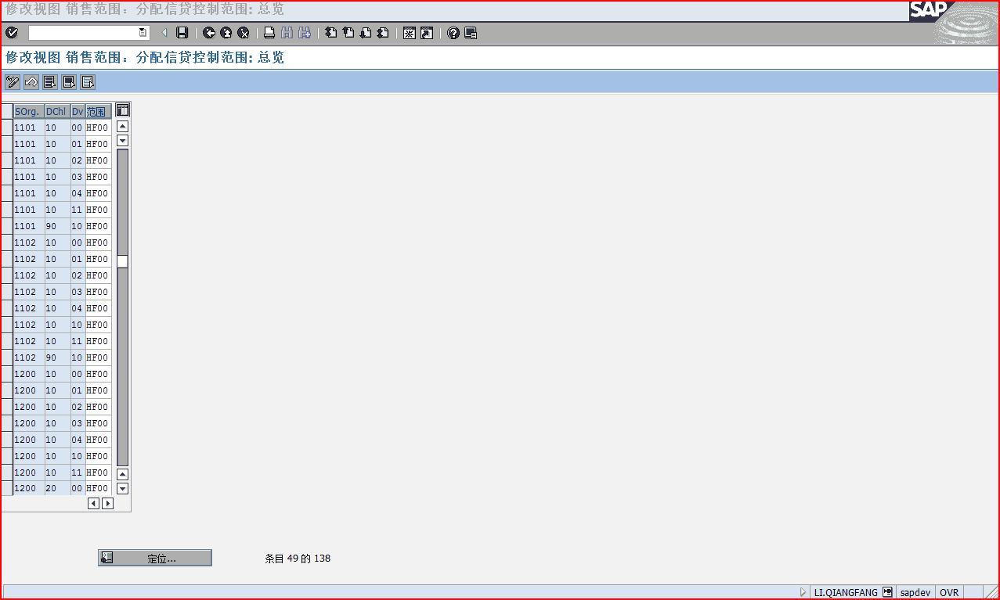 修改视图 销售范围：分配信贷控制范围: 总览
SAP
修改视图 销售范围：分配信贷控制范围: 总览
SOrg. DChl Dv 范围
1101 10 00 HF00
1101 10 01 HF00
1101 10 02 HF00
1101 10 03 HF00
1101 10 04 HF00
1101 10 11 HF00
1101 90 10 HF00
1102 10 00 HF00
1102 10 01 HF00
1102 10 02 HF00
1102 10 03 HF00
1102 10 04 HF00
1102 10 10 HF00
1102 10 11 HF00
1102 90 10 HF00
1200 10 00 HF00
1200 10 01 HF00
1200 10 02 HF00
1200 10 03 HF00
1200 10 04 HF00
1200 10 10 HF00
1200 10 11 HF00
1200 20 00 HF00
定位... 条目 49 的 138
LI.QIANGFANG sapdev OVR